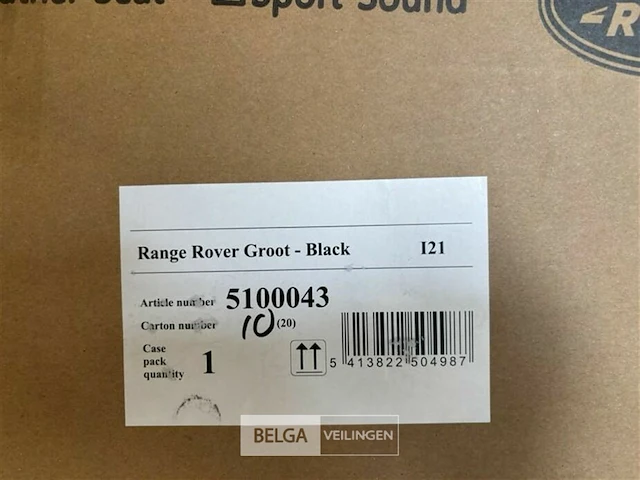 Seat
Sport Sound
R
Range Rover Groot - Black I21
Article number 5100043
Carton number 10 (20)
Case
pack
quantity 1
5 413822 504987
BELGA VEILINGEN